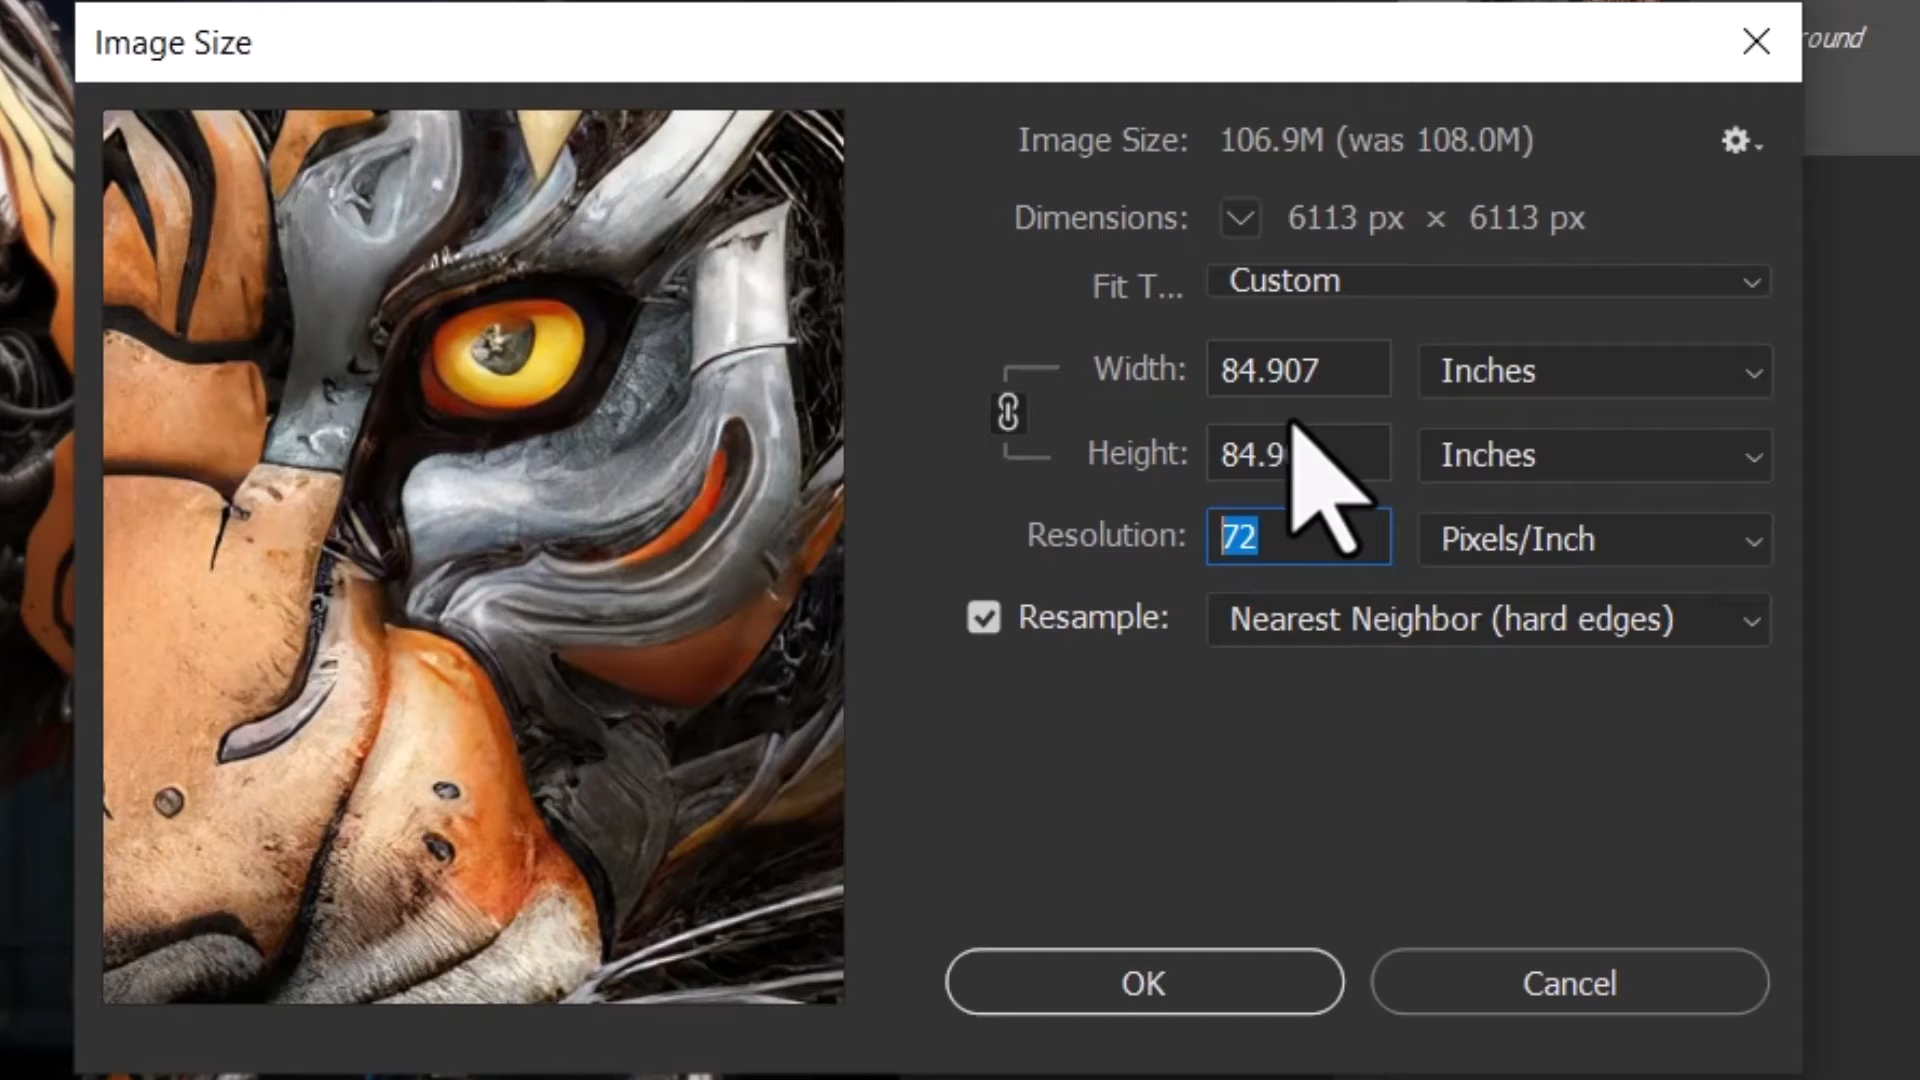 Image Size
round
Image Size: 106.9M (was 108.0M)
Dimensions: 6113 px × 6113 px
Fit T... Custom
Width: 84.907 Inches
Height: 84.9 Inches
Resolution: 72 Pixels/Inch
Resample: Nearest Neighbor (hard edges)
OK Cancel